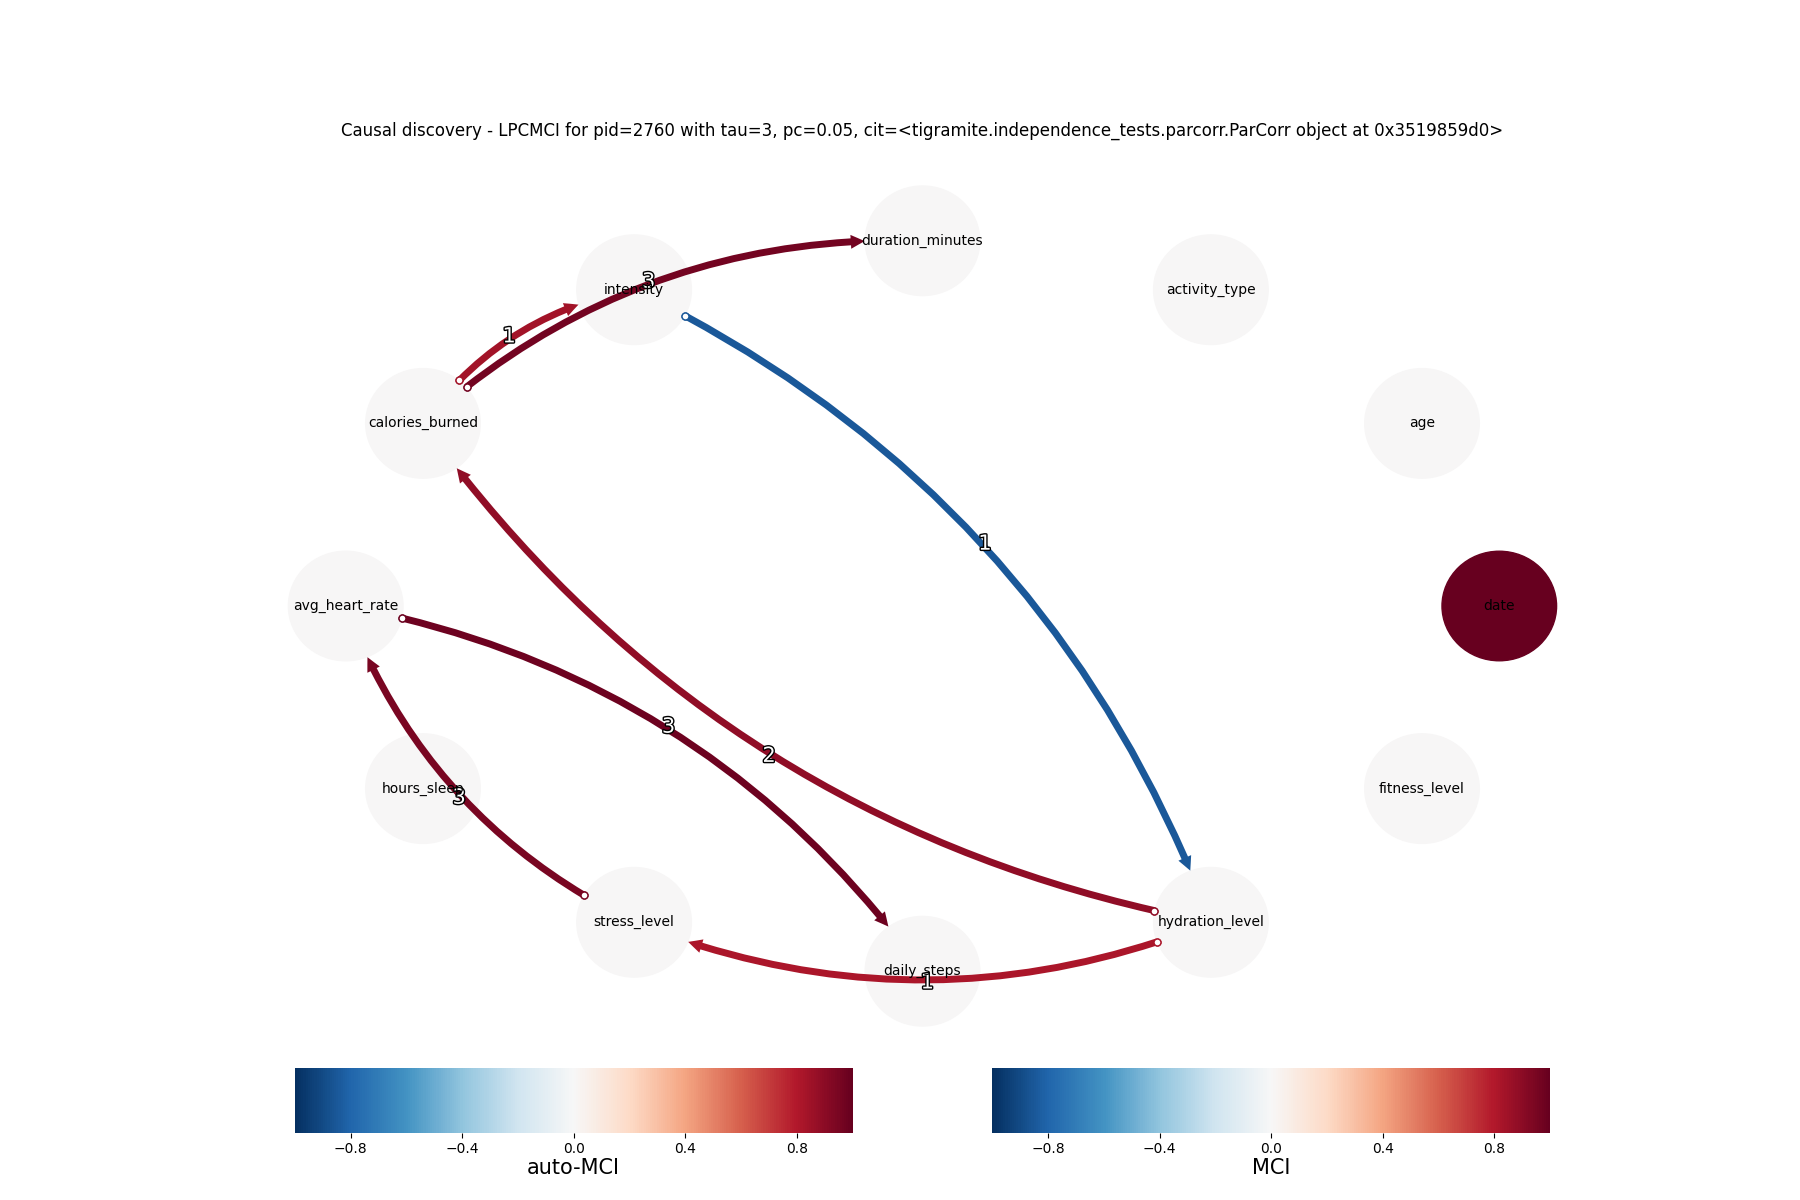 Causal discovery - LPCMCI for pid=2760 with tau=3, pc=0.05, cit=<tigramite.independence_tests.parcorr.ParCorr object at 0x3519859d0>
duration_minutes
3
intensity
activity_type
1
calories_burned
age
1
avg_heart_rate
date
3
2
hours_sleep
3
fitness_level
stress_level
hydration_level
daily_steps
1
−0.8 −0.4 0.0 0.4 0.8
auto-MCI
−0.8 −0.4 0.0 0.4 0.8
MCI